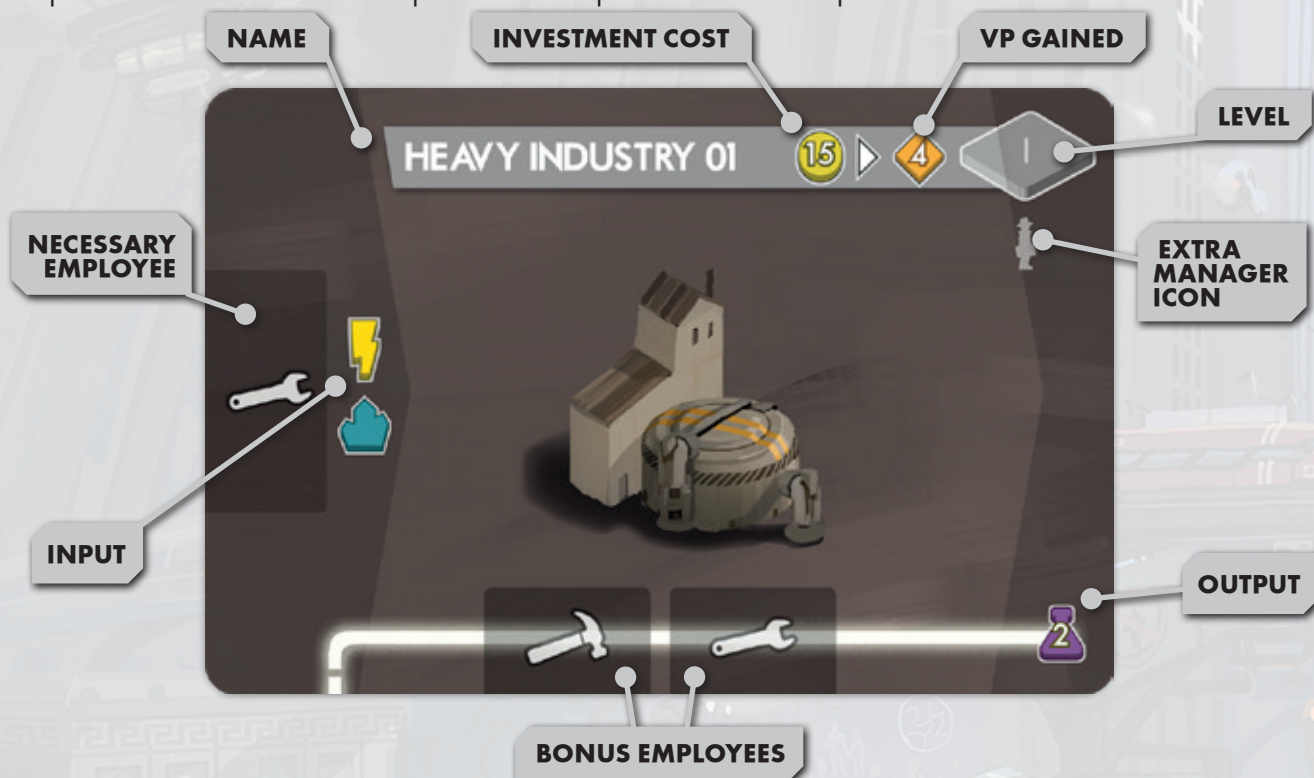 NAME
INVESTMENT COST
VP GAINED
LEVEL
HEAVY INDUSTRY 01
15
4
I
NECESSARY
EMPLOYEE
EXTRA
MANAGER
ICON
INPUT
OUTPUT
2
BONUS EMPLOYEES